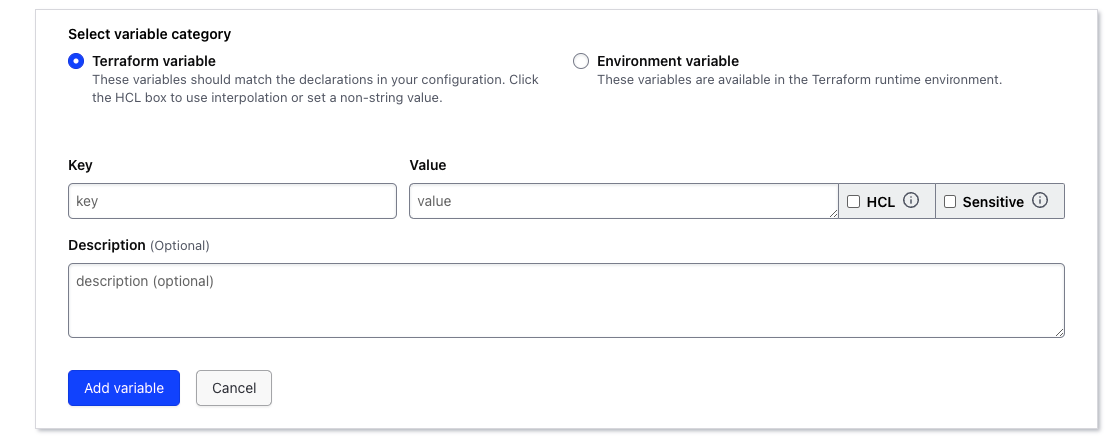 Select variable category
Terraform variable
These variables should match the declarations in your configuration. Click
the HCL box to use interpolation or set a non-string value.
Environment variable
These variables are available in the Terraform runtime environment.
Key
Value
key
value
HCL
Sensitive
Description (Optional)
description (optional)
Add variable
Cancel